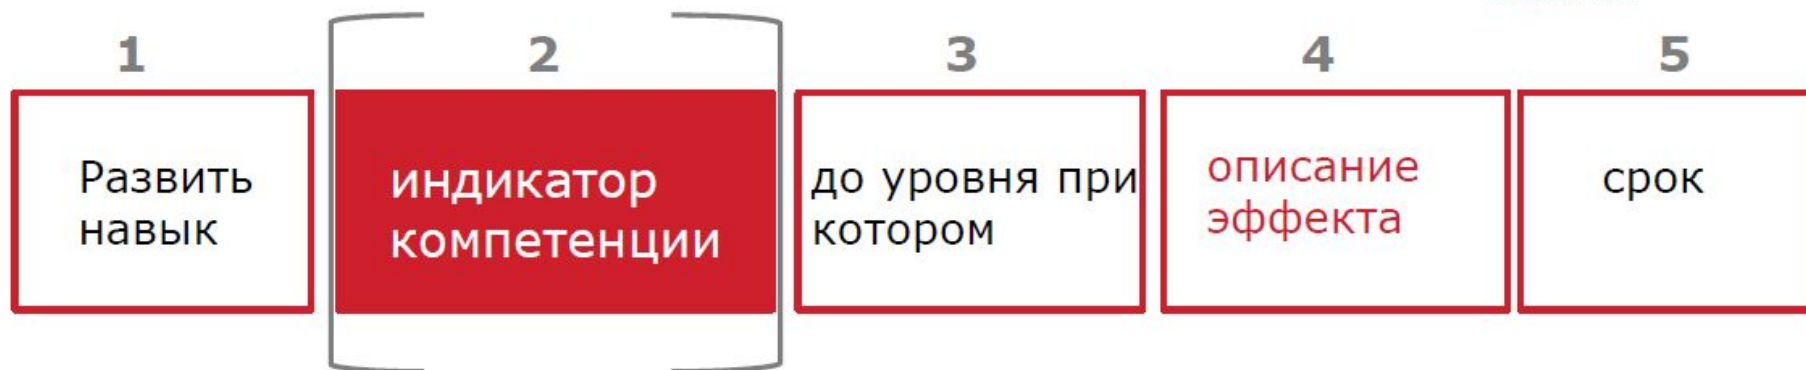 1
2
3
4
5
Развить
навык
индикатор
компетенции
до уровня при
котором
описание
эффекта
срок